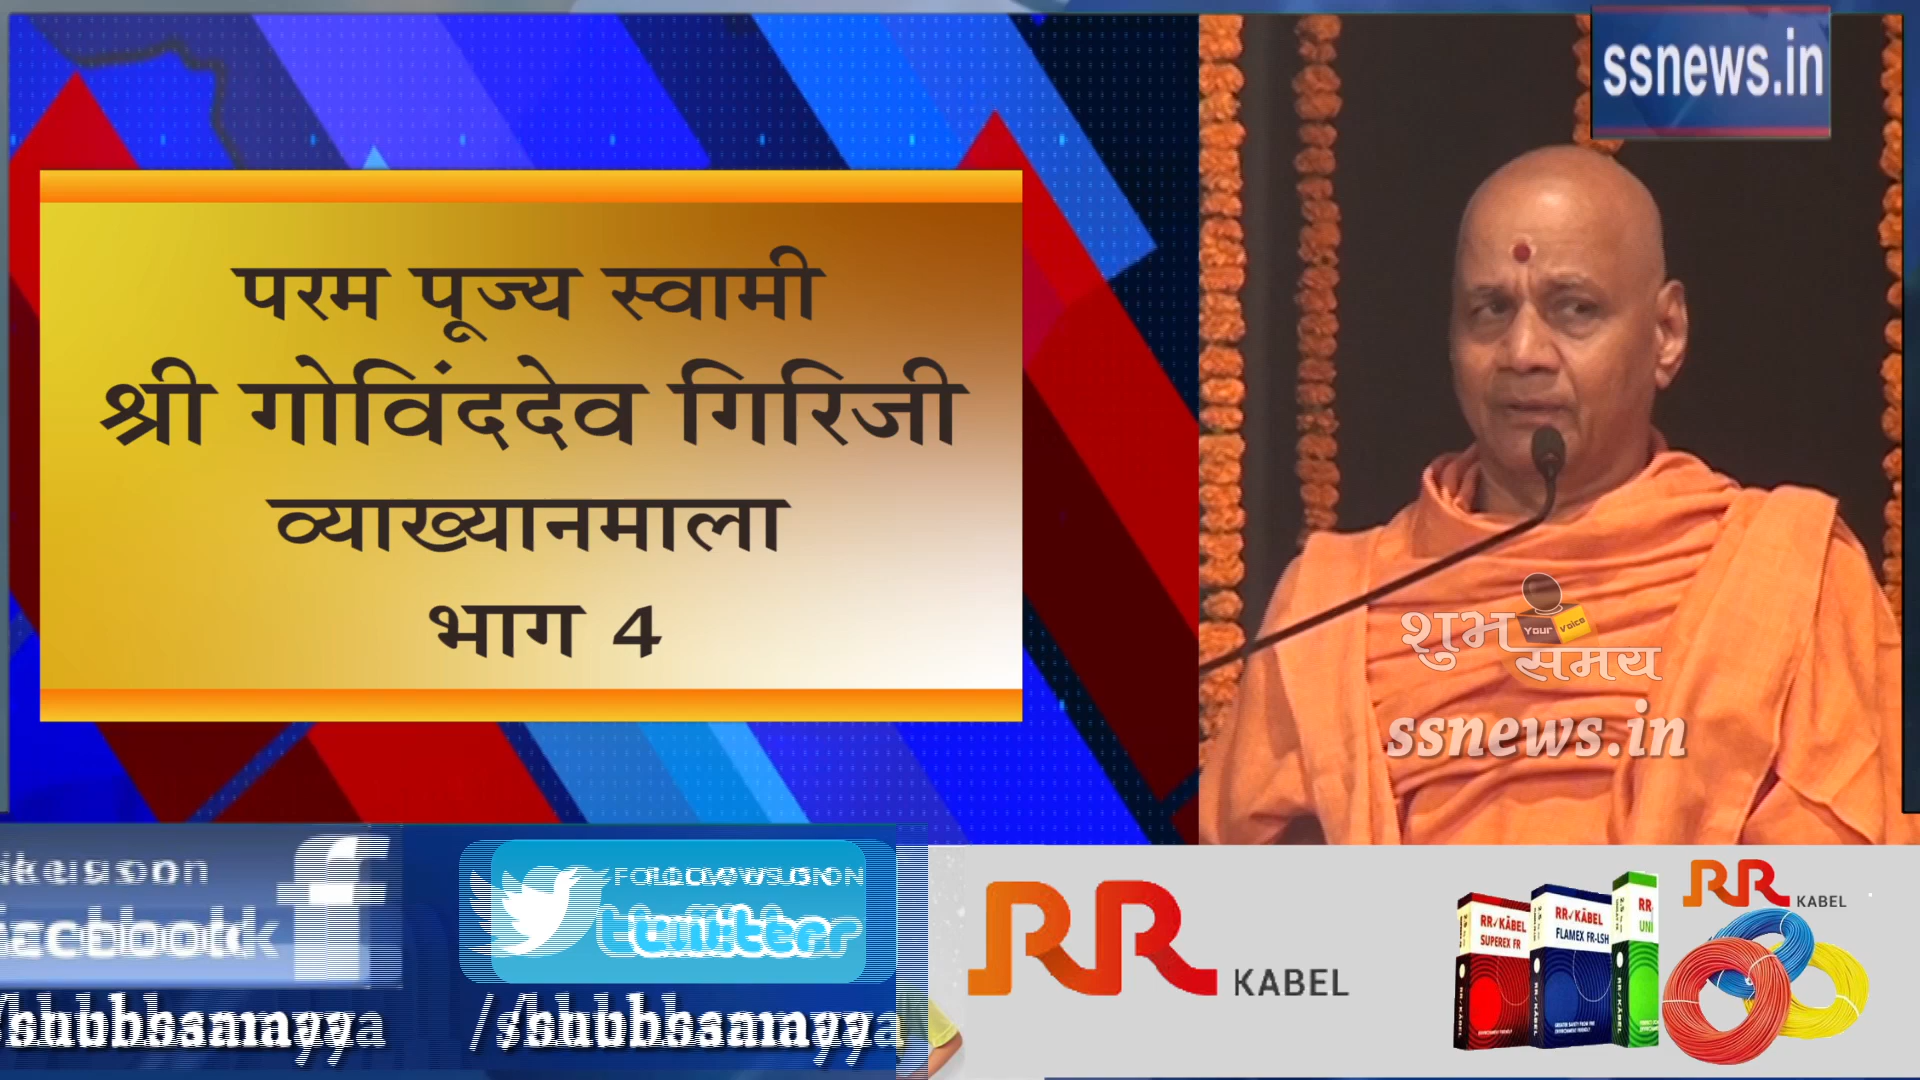 ssnews.in
परम पूज्य स्वामी
श्री गोविंददेव गिरिजी
व्याख्यानमाला
भाग 4
शुभ
Your Voice
समय
ssnews.in
FOLLOW US ON
twitter
RR
KABEL
RR
KABEL
RR KABEL
SUPEREX FR
RR KABEL
FLAMEX FR-LSH
RR
UNI